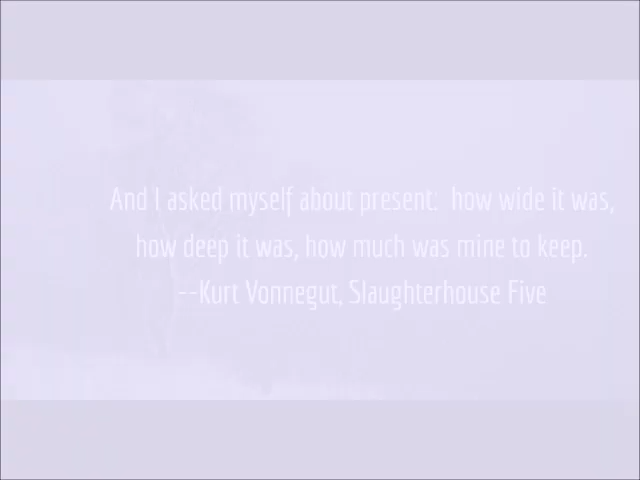 And I asked myself about present:  how wide it was,
how deep it was, how much was mine to keep.
--Kurt Vonnegut, Slaughterhouse Five